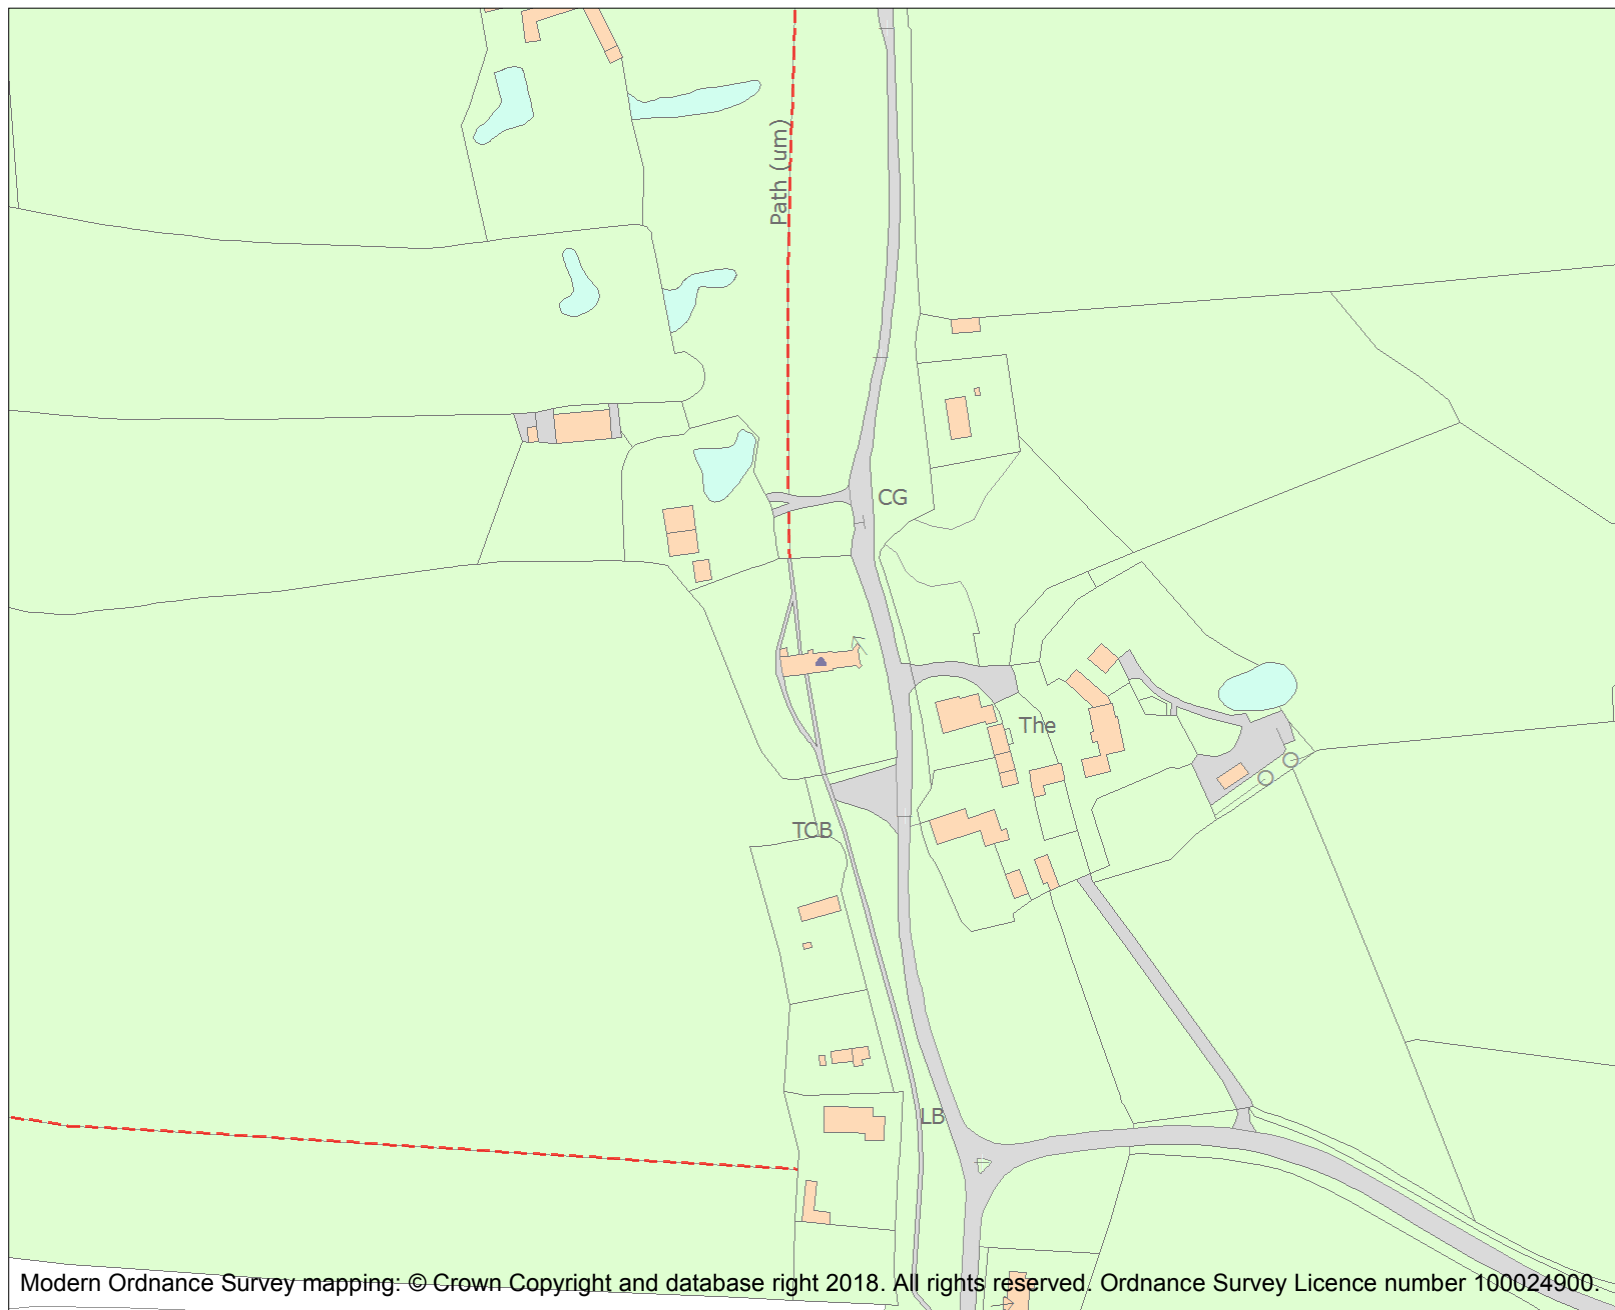 Path (um)
CG
The
TCB
LB
Modern Ordnance Survey mapping: © Crown Copyright and database right 2018. All rights reserved. Ordnance Survey Licence number 100024900.